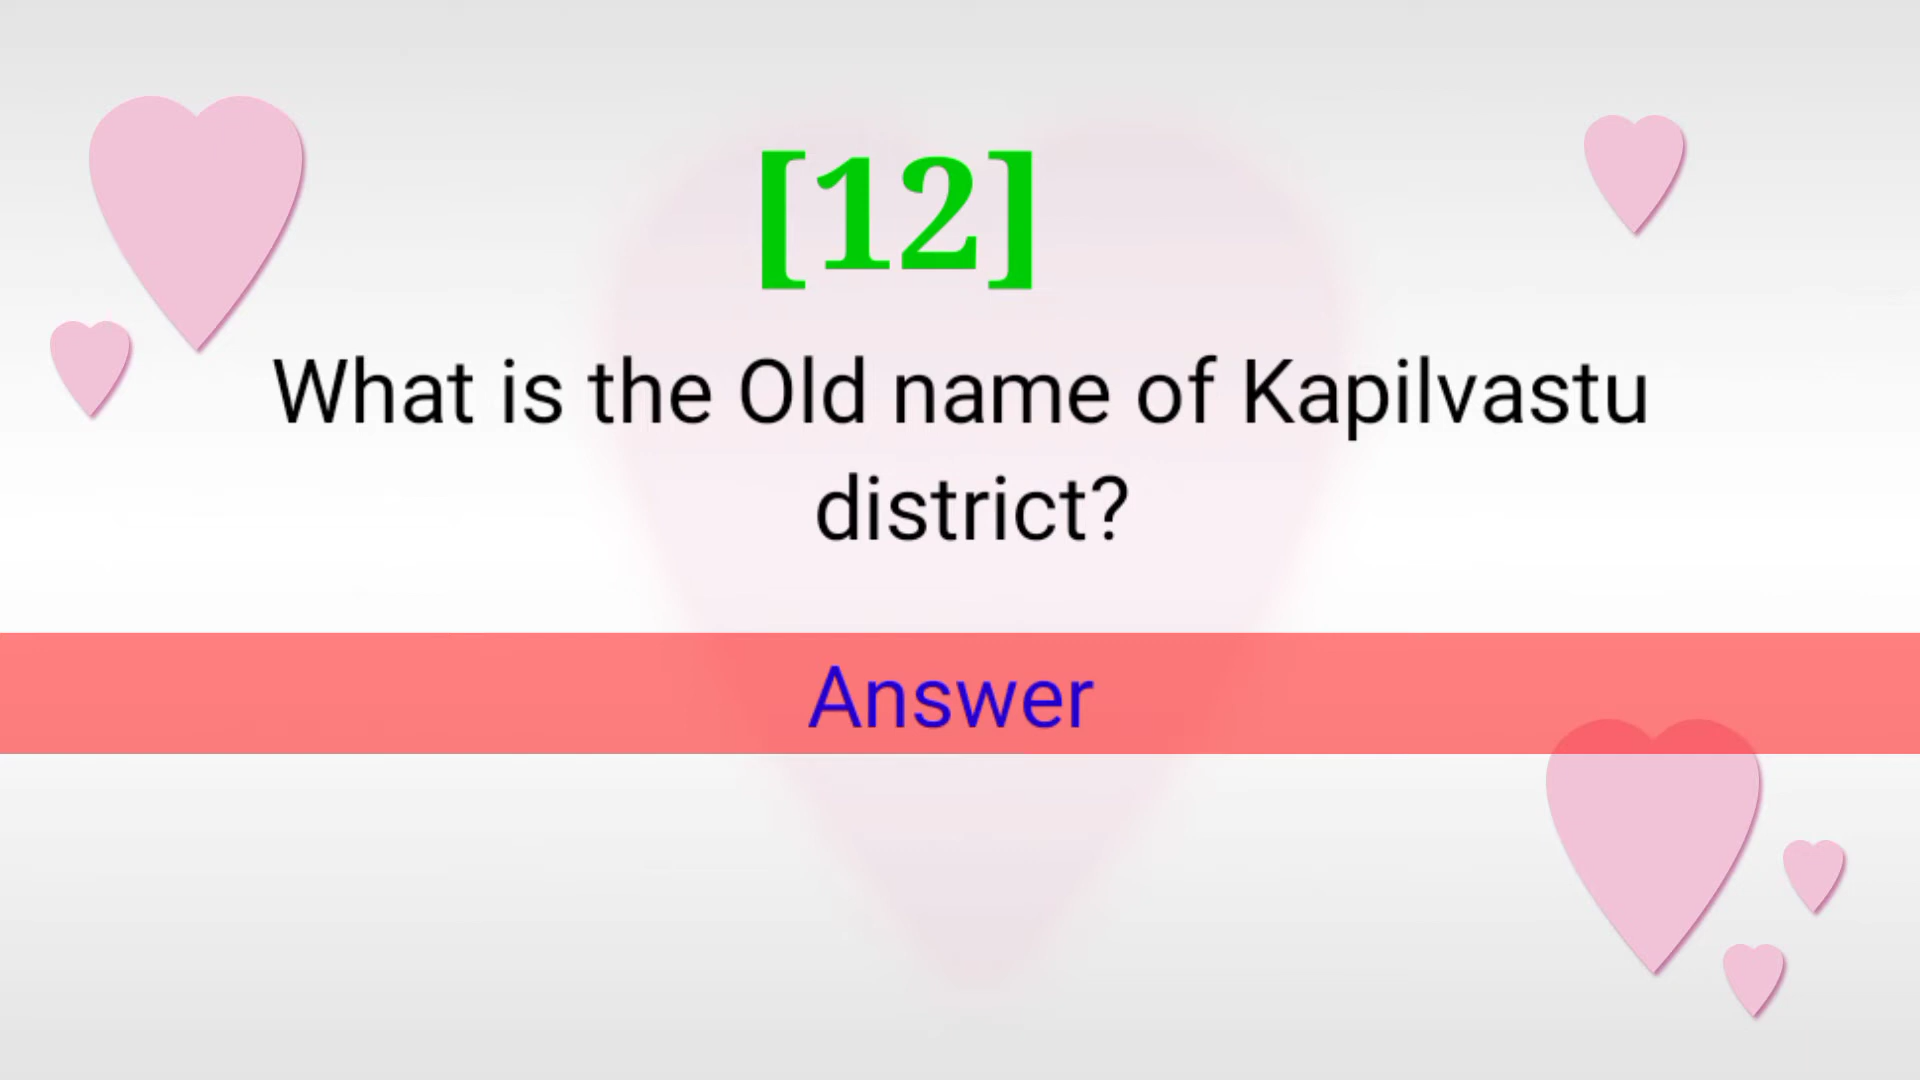 [12]
What is the Old name of Kapilvastu
district?
Answer